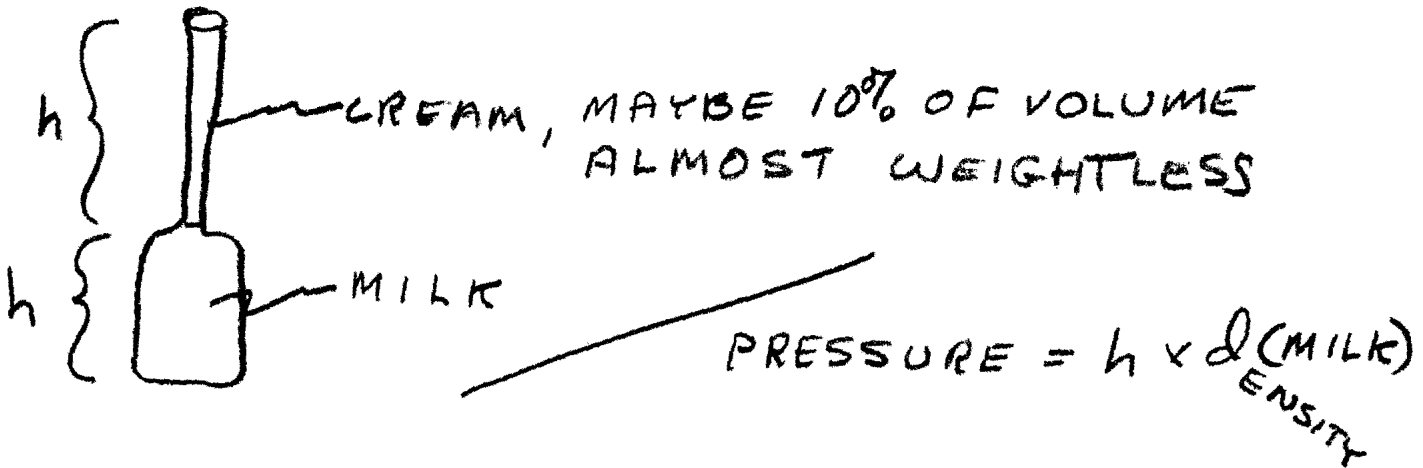 h
CREAM, MAYBE 10% OF VOLUME
ALMOST WEIGHTLESS
h
MILK
PRESSURE = h x d(MILK)
ENSITY